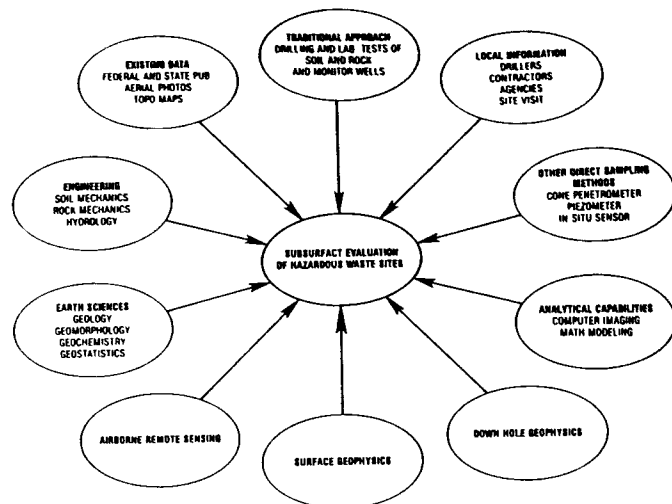 TRADITIONAL APPROACH
DRILLING AND LAB TESTS OF
SOIL AND ROCK
AND MONITOR WELLS
EXISTING DATA
FEDERAL AND STATE PUB
AERIAL PHOTOS
TOPO MAPS
LOCAL INFORMATION
DRILLERS
CONTRACTORS
AGENCIES
SITE VISIT
ENGINEERING
SOIL MECHANICS
ROCK MECHANICS
HYDROLOGY
OTHER DIRECT SAMPLING
METHODS
CONE PENETROMETER
PIEZOMETER
IN SITU SENSOR
SUBSURFACT EVALUATION
OF HAZARDOUS WASTE SITES
EARTH SCIENCES
GEOLOGY
GEOMORPHOLOGY
GEOCHEMISTRY
GEOSTATISTICS
ANALYTICAL CAPABILITIES
COMPUTER IMAGING
MATH MODELING
AIRBORNE REMOTE SENSING
SURFACE GEOPHYSICS
DOWN HOLE GEOPHYSICS